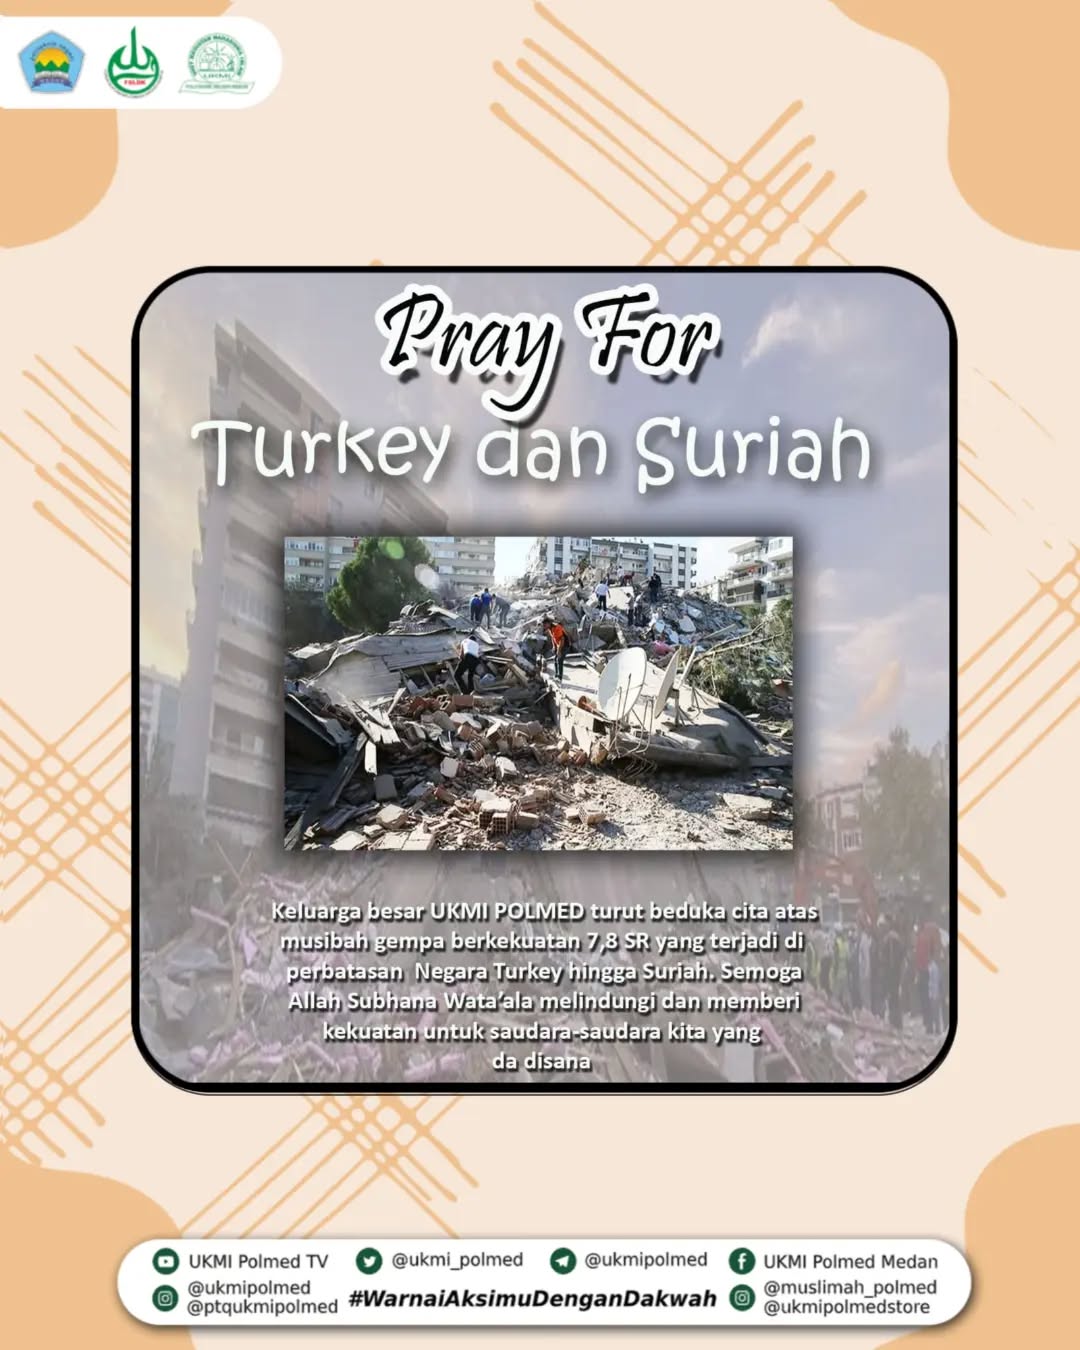 FSLDK
UKMI
Pray For
Turkey dan Suriah
Keluarga besar UKMI POLMED turut beduka cita atas
musibah gempa berkekuatan 7,8 SR yang terjadi di
perbatasan Negara Turkey hingga Suriah. Semoga
Allah Subhana Wata'ala melindungi dan memberi
kekuatan untuk saudara-saudara kita yang
da disana
UKMI Polmed TV
@ukmi_polmed
@ukmipolmed
UKMI Polmed Medan
@ukmipolmed
@ptqukmipolmed
#WarnaiAksimuDenganDakwah
@muslimah_polmed
@ukmipolmedstore